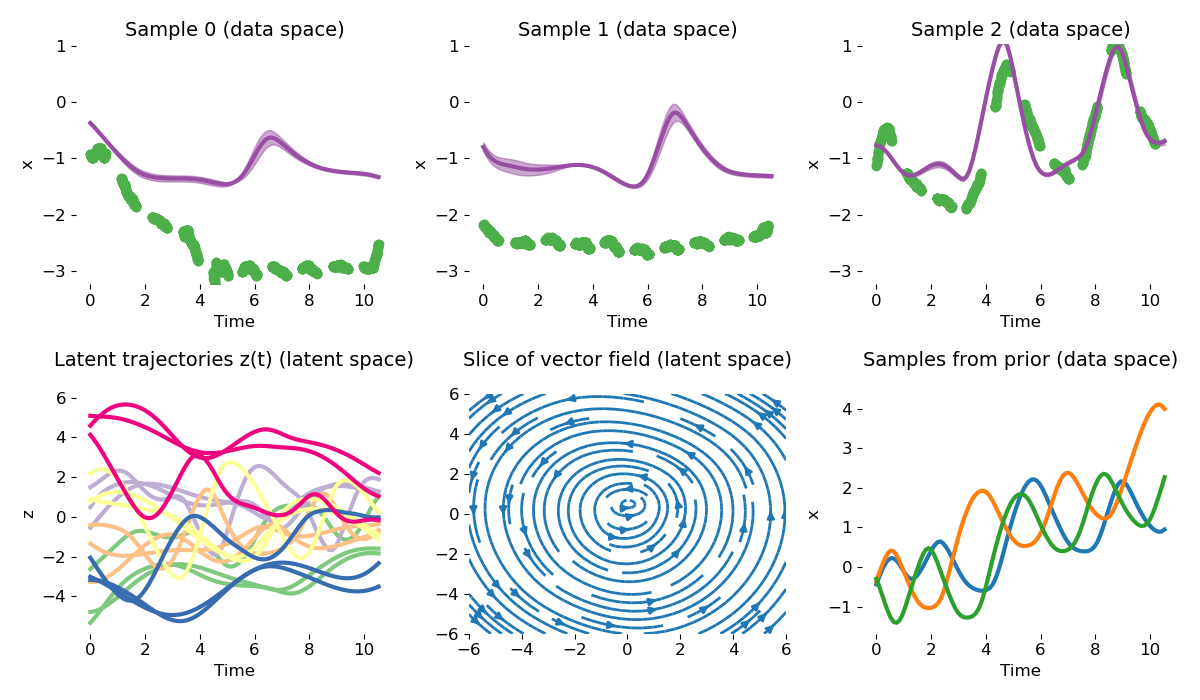 Sample 0 (data space)
Sample 1 (data space)
Sample 2 (data space)
1
0
−1
−2
−3
x
0 2 4 6 8 10
Time
1
0
−1
−2
−3
x
0 2 4 6 8 10
Time
1
0
−1
−2
−3
x
0 2 4 6 8 10
Time
Latent trajectories z(t) (latent space)
Slice of vector field (latent space)
Samples from prior (data space)
6
4
2
0
−2
−4
z
0 2 4 6 8 10
Time
6
4
2
0
−2
−4
−6
−6 −4 −2 0 2 4 6
4
3
2
1
0
−1
x
0 2 4 6 8 10
Time